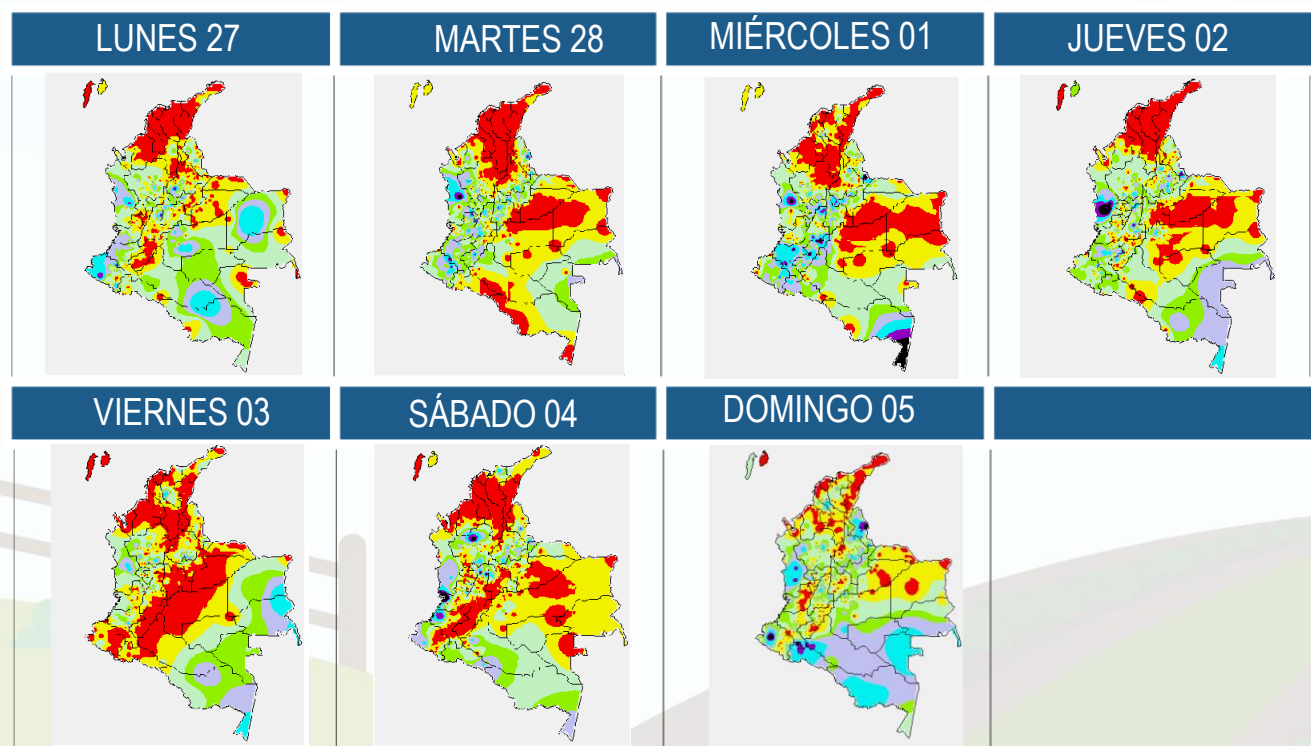 LUNES 27
MARTES 28
MIÉRCOLES 01
JUEVES 02
VIERNES 03
SÁBADO 04
DOMINGO 05